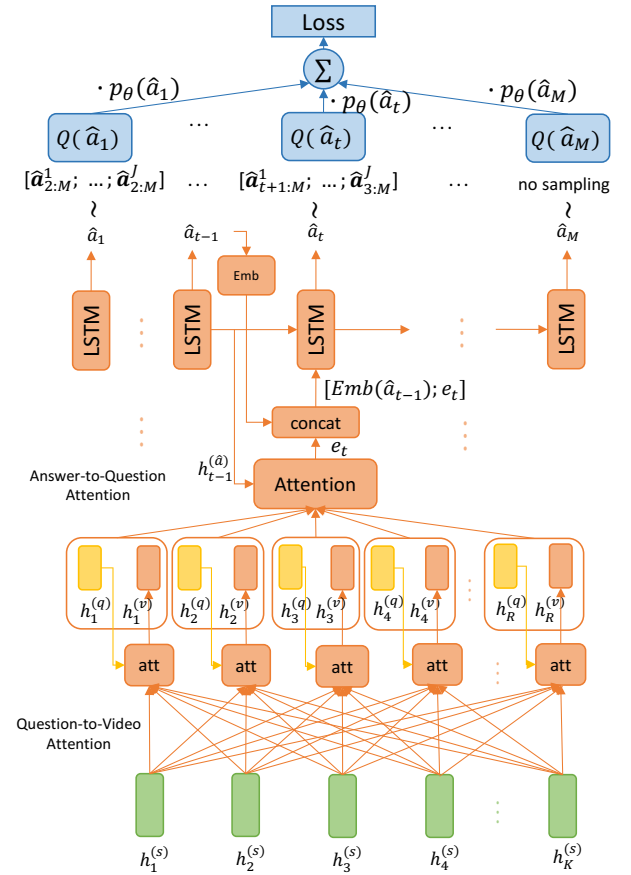 Loss
Σ
· p_θ(â_1) · p_θ(â_t) · p_θ(â_M)
Q(â_1) ... Q(â_t) ... Q(â_M)
[â^1_{2:M}; ...; â^J_{2:M}] ... [â^1_{t+1:M}; ...; â^J_{3:M}] ... no sampling
~ ~ ~
â_1 â_{t−1} â_t â_M
Emb
LSTM LSTM LSTM LSTM
[Emb(â_{t−1}); e_t]
concat
e_t
h^{(â)}_{t−1}
Answer-to-Question
Attention
Attention
h^{(q)}_1 h^{(v)}_1 h^{(q)}_2 h^{(v)}_2 h^{(q)}_3 h^{(v)}_3 h^{(q)}_4 h^{(v)}_4 h^{(q)}_R h^{(v)}_R
att att att att att
Question-to-Video
Attention
h^{(s)}_1 h^{(s)}_2 h^{(s)}_3 h^{(s)}_4 h^{(s)}_K